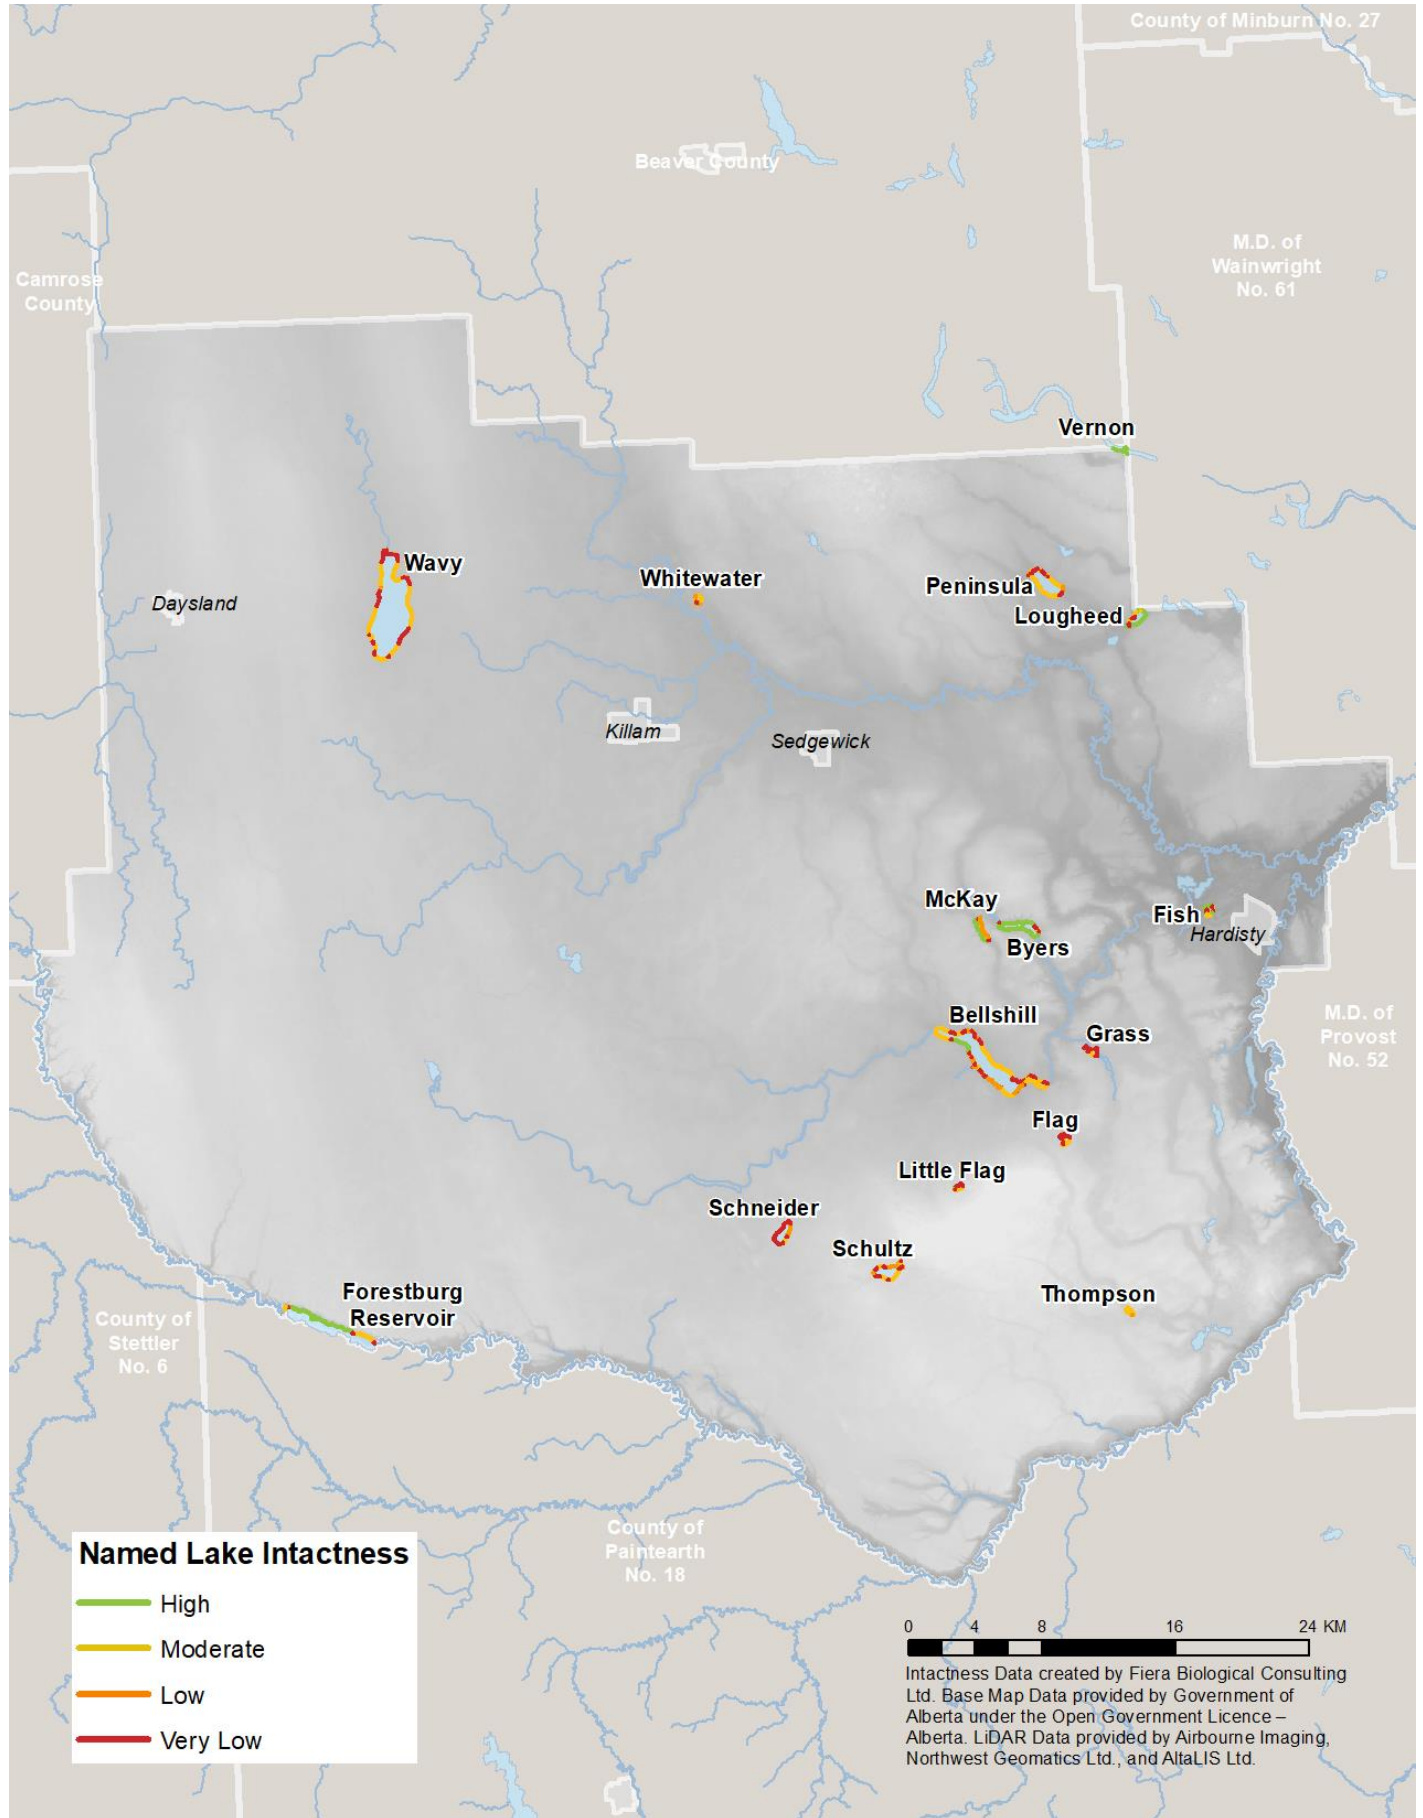 County of Minburn No. 27
Beaver County
M.D. of
Wainwright
No. 61
Camrose
County
Vernon
Wavy
Whitewater
Peninsula
Daysland
Lougheed
Killam
Sedgewick
McKay
Fish
Hardisty
Byers
Bellshill
Grass
M.D. of
Provost
No. 52
Flag
Little Flag
Schneider
Schultz
Forestburg
Reservoir
Thompson
County of
Stettler
No. 6
County of
Paintearth
No. 18
Named Lake Intactness
High
Moderate
Low
Very Low
0 4 8 16 24 KM
Intactness Data created by Fiera Biological Consulting
Ltd. Base Map Data provided by Government of
Alberta under the Open Government Licence –
Alberta. LiDAR Data provided by Airbourne Imaging,
Northwest Geomatics Ltd., and AltaLIS Ltd.